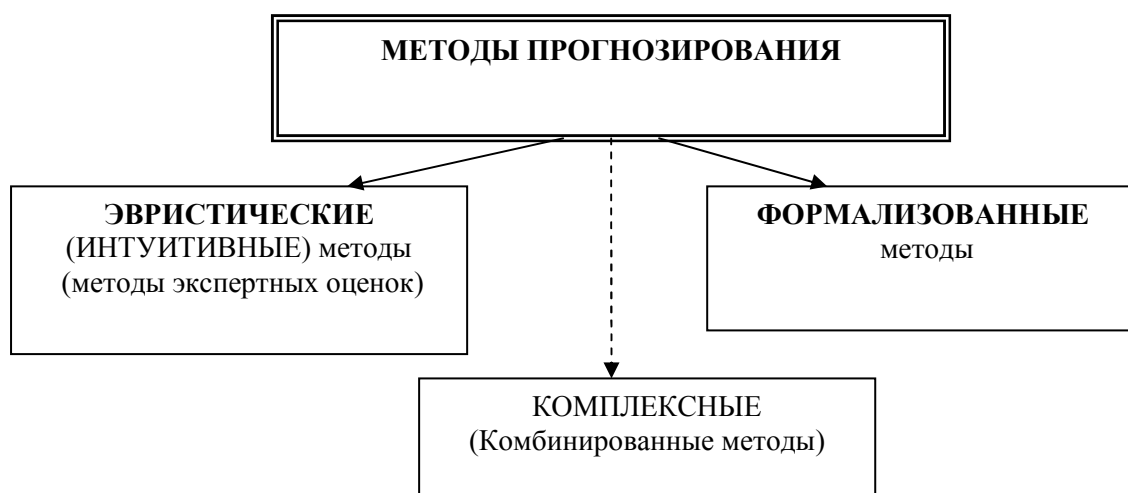 МЕТОДЫ ПРОГНОЗИРОВАНИЯ
ЭВРИСТИЧЕСКИЕ
(ИНТУИТИВНЫЕ) методы
(методы экспертных оценок)
ФОРМАЛИЗОВАННЫЕ
методы
КОМПЛЕКСНЫЕ
(Комбинированные методы)